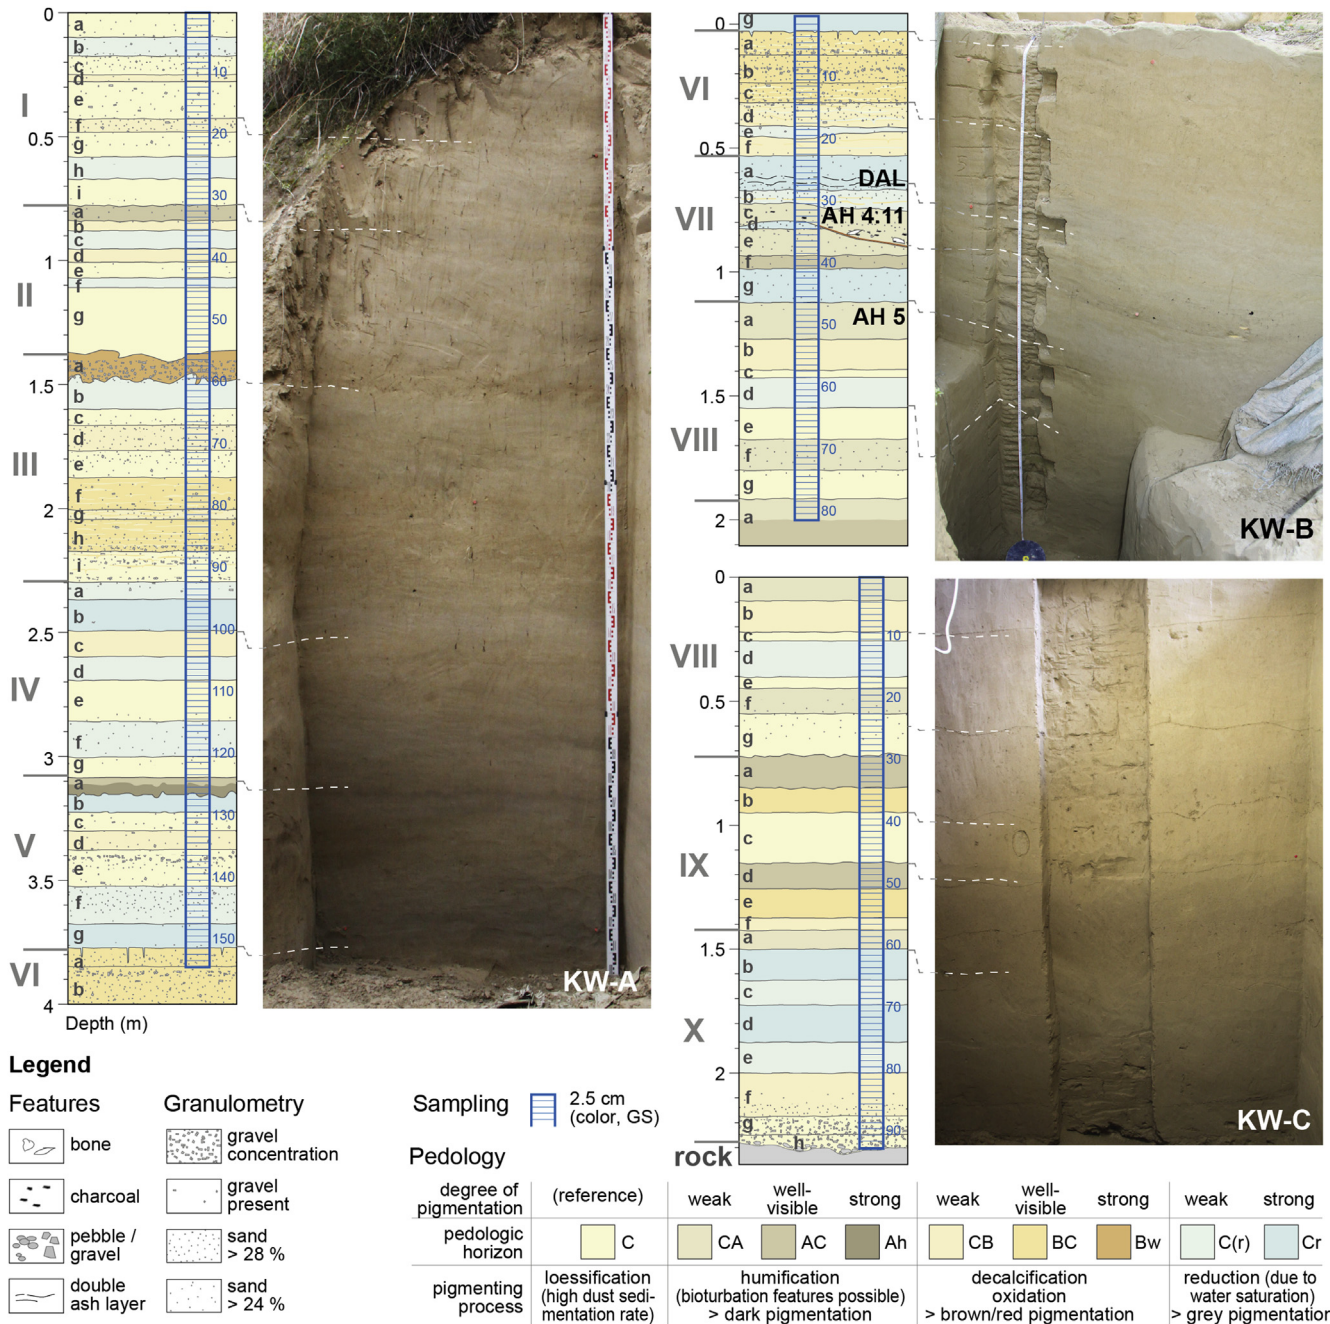 0
0.5
1
1.5
2
2.5
3
3.5
4
Depth (m)
I
II
III
IV
V
VI
a
b
c
d
e
f
g
h
i
a
b
c
d
e
f
g
a
b
c
d
e
f
g
h
i
a
b
c
d
e
f
g
a
b
c
d
e
f
g
a
b
10
20
30
40
50
60
70
80
90
100
110
120
130
140
150
KW-A
0
0.5
1
1.5
2
VI
VII
VIII
g
a
b
c
d
e
f
a
b
c
d
e
f
g
a
b
c
d
e
f
g
a
10
20
30
40
50
60
70
80
DAL
AH 4.11
AH 5
KW-B
0
0.5
1
1.5
2
VIII
IX
X
rock
a
b
c
d
e
f
g
a
b
c
d
e
f
a
b
c
d
e
f
g
h
10
20
30
40
50
60
70
80
90
KW-C
Legend
Features
bone
charcoal
pebble /
gravel
double
ash layer
Granulometry
gravel
concentration
gravel
present
sand
> 28 %
sand
> 24 %
Sampling
2.5 cm
(color, GS)
Pedology
degree of
pigmentation
(reference)
weak
well-
visible
strong
weak
well-
visible
strong
weak
strong
pedologic
horizon
C
CA
AC
Ah
CB
BC
Bw
C(r)
Cr
pigmenting
process
loessification
(high dust sedi-
mentation rate)
humification
(bioturbation features possible)
> dark pigmentation
decalcification
oxidation
> brown/red pigmentation
reduction (due to
water saturation)
> grey pigmentation